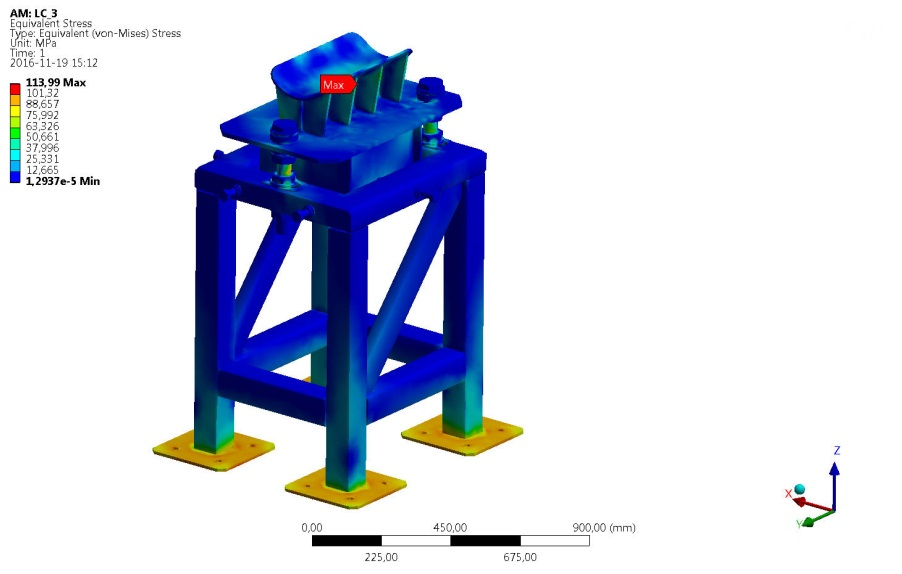 AM: LC_3
Equivalent Stress
Type: Equivalent (von-Mises) Stress
Unit: MPa
Time: 1
2016-11-19 15:12
113,99 Max
101,32
88,657
75,992
63,326
50,661
37,996
25,331
12,665
1,2937e-5 Min
Max
Z
X
Y
0,00 450,00 900,00 (mm)
225,00 675,00